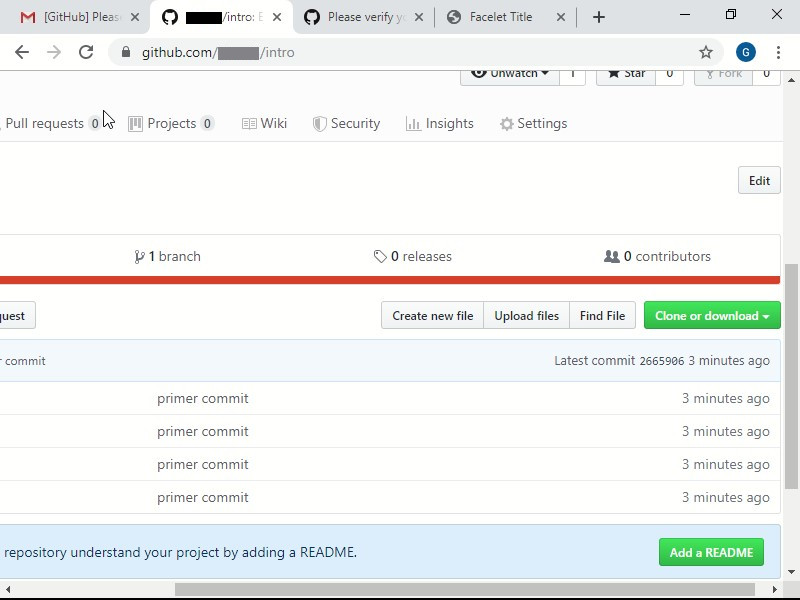 [GitHub] Pleas
/intro: E
Please verify yo
Facelet Title
github.com/
/intro
G
Unwatch
1
Star
0
Fork
0
Pull requests 0
Projects 0
Wiki
Security
Insights
Settings
Edit
1 branch
0 releases
0 contributors
quest
Create new file
Upload files
Find File
Clone or download
r commit
Latest commit 2665906 3 minutes ago
primer commit
3 minutes ago
primer commit
3 minutes ago
primer commit
3 minutes ago
primer commit
3 minutes ago
repository understand your project by adding a README.
Add a README